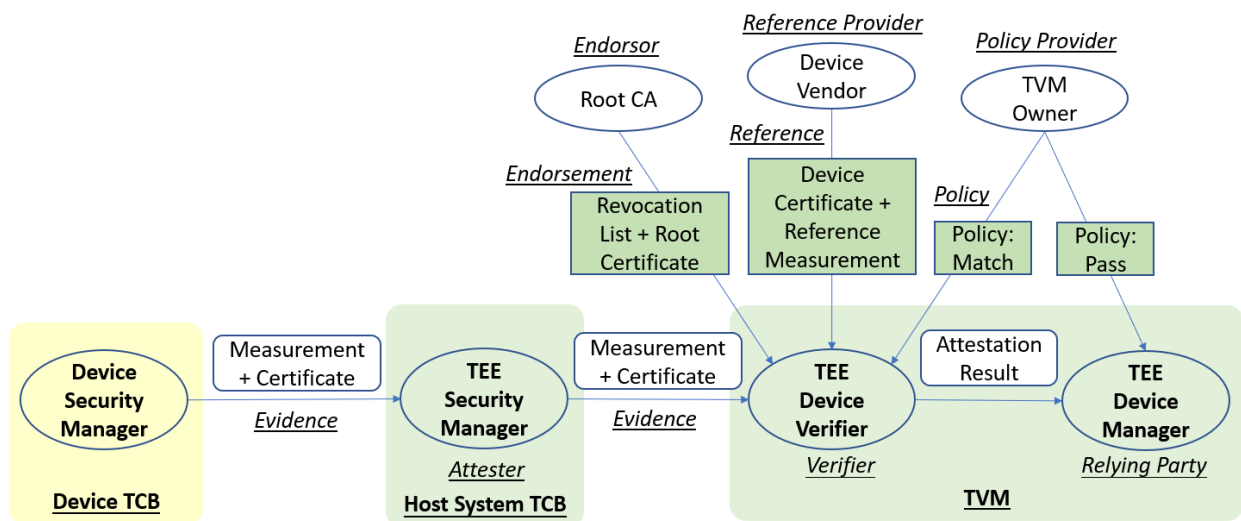 Reference Provider
Endorsor
Policy Provider
Root CA
Device
Vendor
TVM
Owner
Reference
Endorsement
Policy
Revocation
List + Root
Certificate
Device
Certificate +
Reference
Measurement
Policy:
Match
Policy:
Pass
Measurement
+ Certificate
Measurement
+ Certificate
Attestation
Result
Device
Security
Manager
Evidence
TEE
Security
Manager
Evidence
TEE
Device
Verifier
TEE
Device
Manager
Attester
Verifier
Relying Party
Device TCB
Host System TCB
TVM